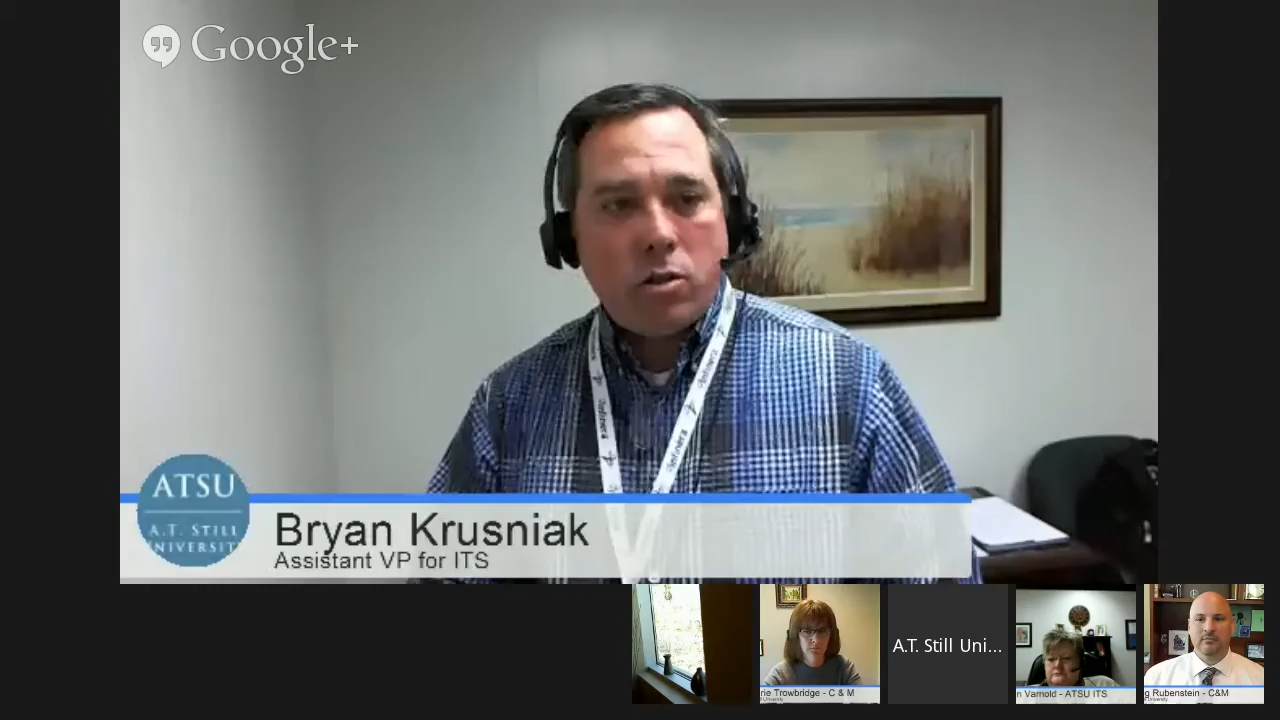 Google+
ATSU
A.T. STILL
UNIVERSITY
Bryan Krusniak
Assistant VP for ITS
A.T. Still Uni...
rie Trowbridge - C & M
n Varnold - ATSU ITS
g Rubenstein - C&M